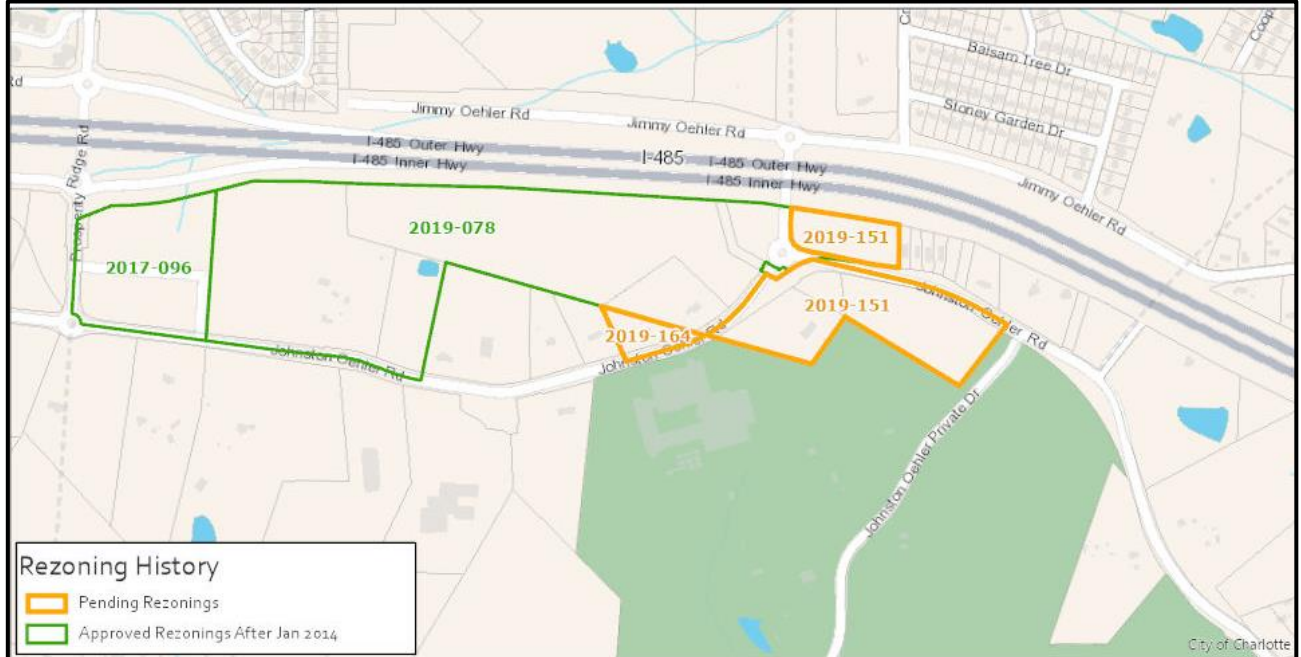 Balsam Tree Dr
Rd
Stoney Garden Dr
Jimmy Oehler Rd
Jimmy Oehler Rd
I-485 Outer Hwy
I-485
I-485 Outer Hwy
I-485 Inner Hwy
I-485 Inner Hwy
Jimmy Oehler Rd
Prosperity Ridge Rd
2019-078
2019-151
2017-096
2019-151
Johnston Oehler Rd
2019-164
Johnston Oehler Rd
Johnston Oehler Rd
Johnston Oehler Private Dr
Rezoning History
Pending Rezonings
Approved Rezonings After Jan 2014
City of Charlotte